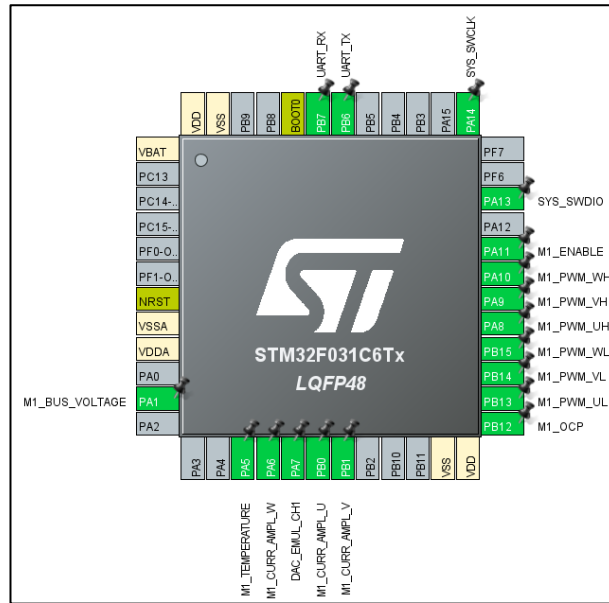 UART_RX
UART_TX
SYS_SWCLK
VDD
VSS
PB9
PB8
BOOT0
PB7
PB6
PB5
PB4
PB3
PA15
PA14
VBAT
PC13
PC14-..
PC15-..
PF0-O..
PF1-O..
NRST
VSSA
VDDA
PA0
M1_BUS_VOLTAGE PA1
PA2
PF7
PF6
PA13 SYS_SWDIO
PA12
PA11 M1_ENABLE
PA10 M1_PWM_WH
PA9 M1_PWM_VH
PA8 M1_PWM_UH
PB15 M1_PWM_WL
PB14 M1_PWM_VL
PB13 M1_PWM_UL
PB12 M1_OCP
ST
STM32F031C6Tx
LQFP48
PA3
PA4
PA5
PA6
PA7
PB0
PB1
PB2
PB10
PB11
VSS
VDD
M1_TEMPERATURE
M1_CURR_AMPL_W
DAC_EMUL_CH1
M1_CURR_AMPL_U
M1_CURR_AMPL_V